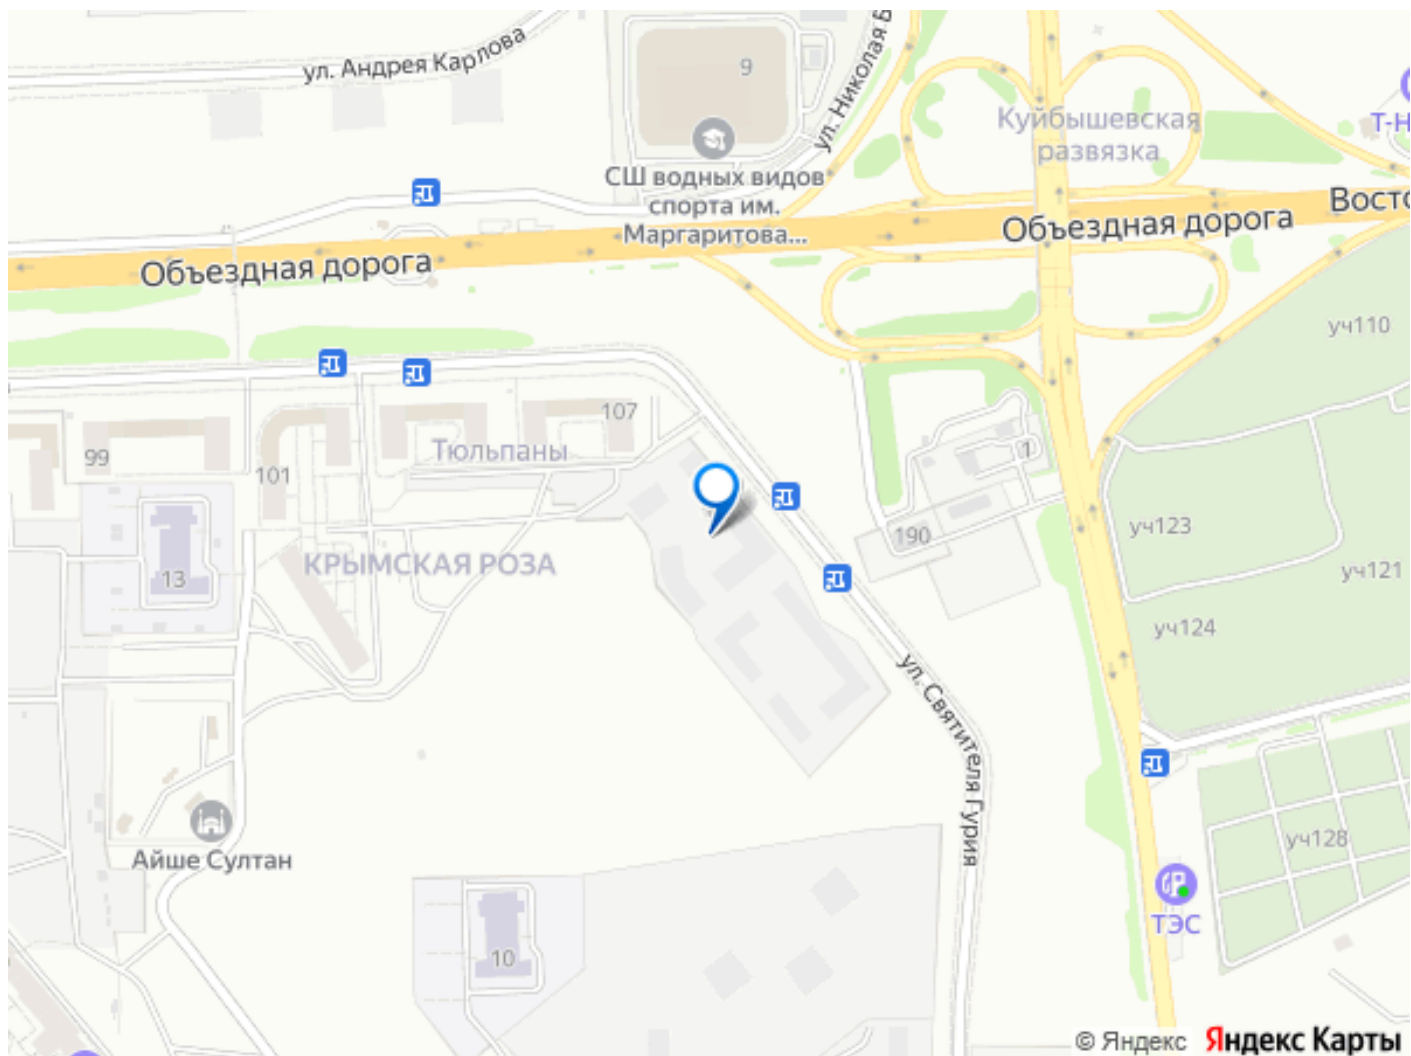 ул. Андрея Карлова
9
ул. Николая Б
Куйбышевская
развязка
Т-Н
СШ водных видов
спорта им.
Маргаритова...
Объездная дорога
Восто
Объездная дорога
уч110
107
Тюльпаны
99
101
1
190
уч123
КРЫМСКАЯ РОЗА
13
уч121
уч124
ул. Святителя Гурия
уч128
Айше Султан
ТЭС
10
© Яндекс Яндекс Карты